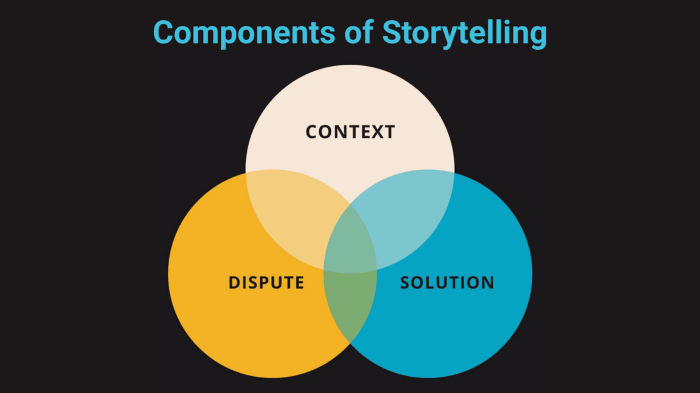 Components of Storytelling
CONTEXT
DISPUTE
SOLUTION